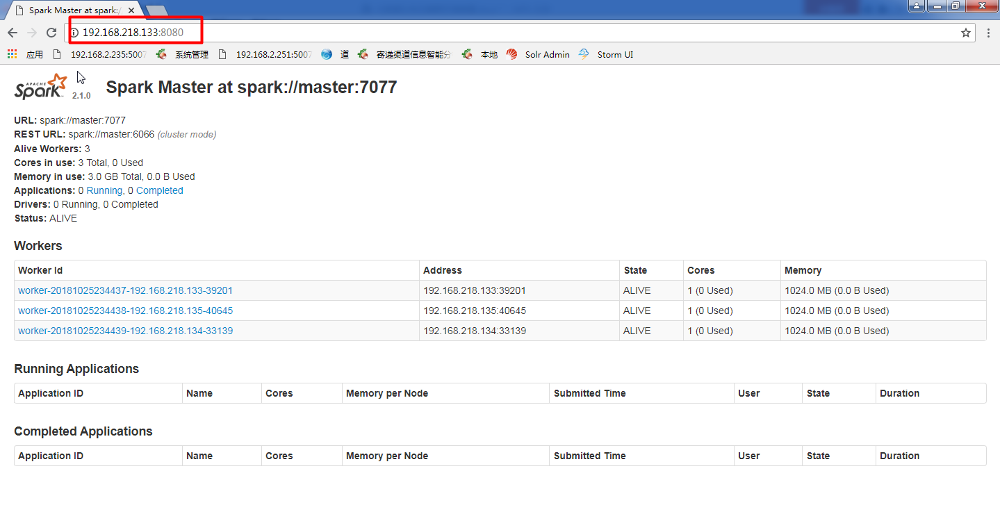 Spark Master at spark:/
192.168.218.133:8080
应用 192.168.2.235:5007 系统管理 192.168.2.251:5007 道 寄递渠道信息智能分 本地 Solr Admin Storm UI
APACHE Spark 2.1.0 Spark Master at spark://master:7077
URL: spark://master:7077
REST URL: spark://master:6066 (cluster mode)
Alive Workers: 3
Cores in use: 3 Total, 0 Used
Memory in use: 3.0 GB Total, 0.0 B Used
Applications: 0 Running, 0 Completed
Drivers: 0 Running, 0 Completed
Status: ALIVE
Workers
Worker Id Address State Cores Memory
worker-20181025234437-192.168.218.133-39201 192.168.218.133:39201 ALIVE 1 (0 Used) 1024.0 MB (0.0 B Used)
worker-20181025234438-192.168.218.135-40645 192.168.218.135:40645 ALIVE 1 (0 Used) 1024.0 MB (0.0 B Used)
worker-20181025234439-192.168.218.134-33139 192.168.218.134:33139 ALIVE 1 (0 Used) 1024.0 MB (0.0 B Used)
Running Applications
Application ID Name Cores Memory per Node Submitted Time User State Duration
Completed Applications
Application ID Name Cores Memory per Node Submitted Time User State Duration